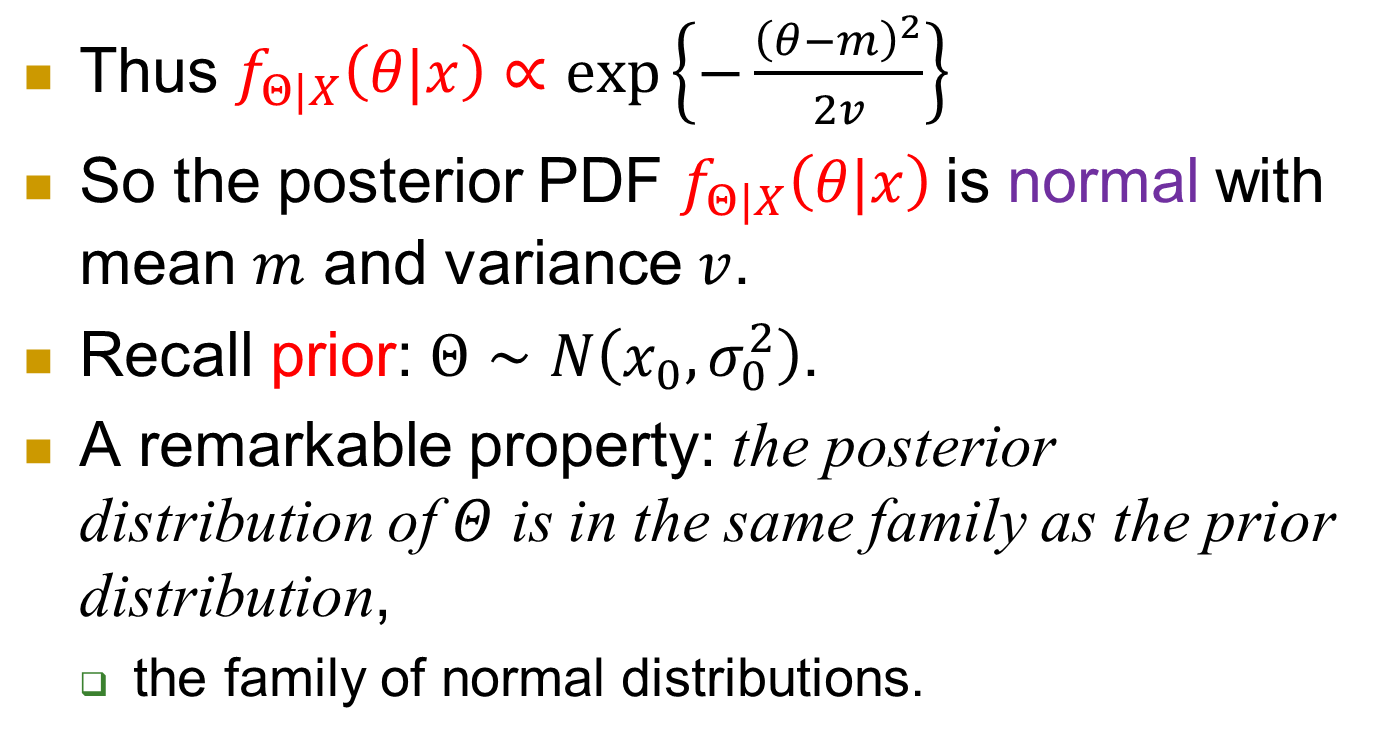 Thus f_{Θ|X}(θ|x) ∝ exp{−(θ−m)²/2v}
So the posterior PDF f_{Θ|X}(θ|x) is normal with
mean m and variance v.
Recall prior: Θ ~ N(x₀, σ₀²).
A remarkable property: the posterior
distribution of Θ is in the same family as the prior
distribution,
the family of normal distributions.